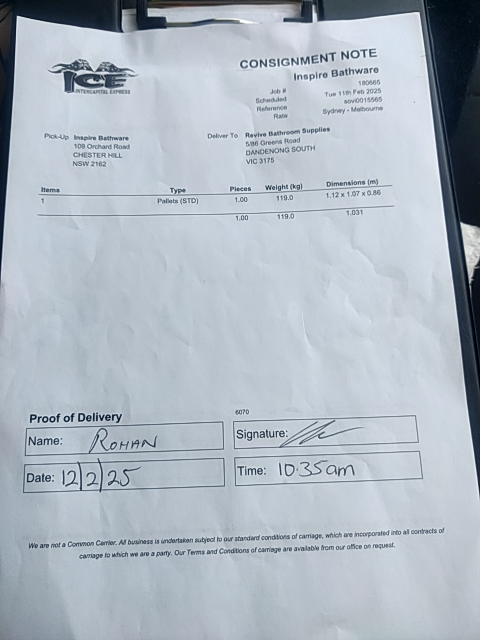 ICE
INTERCAPITAL EXPRESS
CONSIGNMENT NOTE
Inspire Bathware
Job # 180665
Scheduled Tue 11th Feb 2025
Reference sovi0015565
Rate Sydney - Melbourne
Pick-Up Inspire Bathware
109 Orchard Road
CHESTER HILL
NSW 2162
Deliver To Revive Bathroom Supplies
5/86 Greens Road
DANDENONG SOUTH
VIC 3175
Items Type Pieces Weight (kg) Dimensions (m)
1 Pallets (STD) 1.00 119.0 1.12 x 1.07 x 0.86
1.00 119.0 1.031
Proof of Delivery
6070
Name: ROHAN
Signature:
Date: 12/2/25
Time: 10:35am
We are not a Common Carrier. All business is undertaken subject to our standard conditions of carriage, which are incorporated into all contracts of
carriage to which we are a party. Our Terms and Conditions of carriage are available from our office on request.